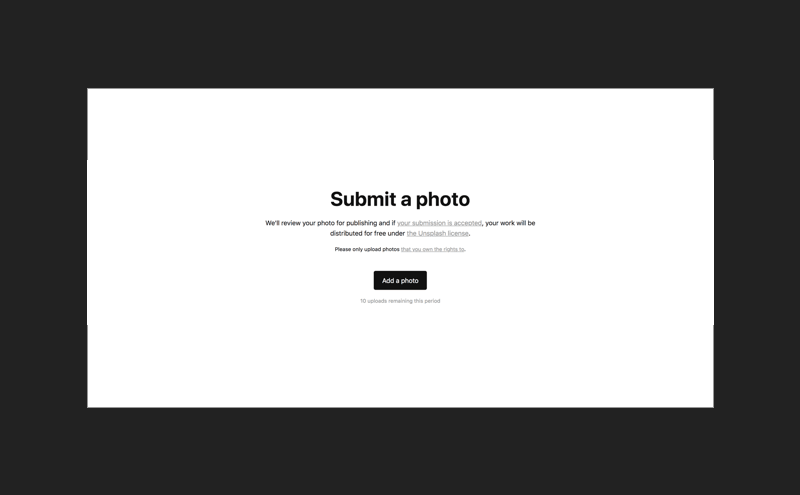 Submit a photo
We'll review your photo for publishing and if your submission is accepted, your work will be
distributed for free under the Unsplash license.
Please only upload photos that you own the rights to.
Add a photo
10 uploads remaining this period